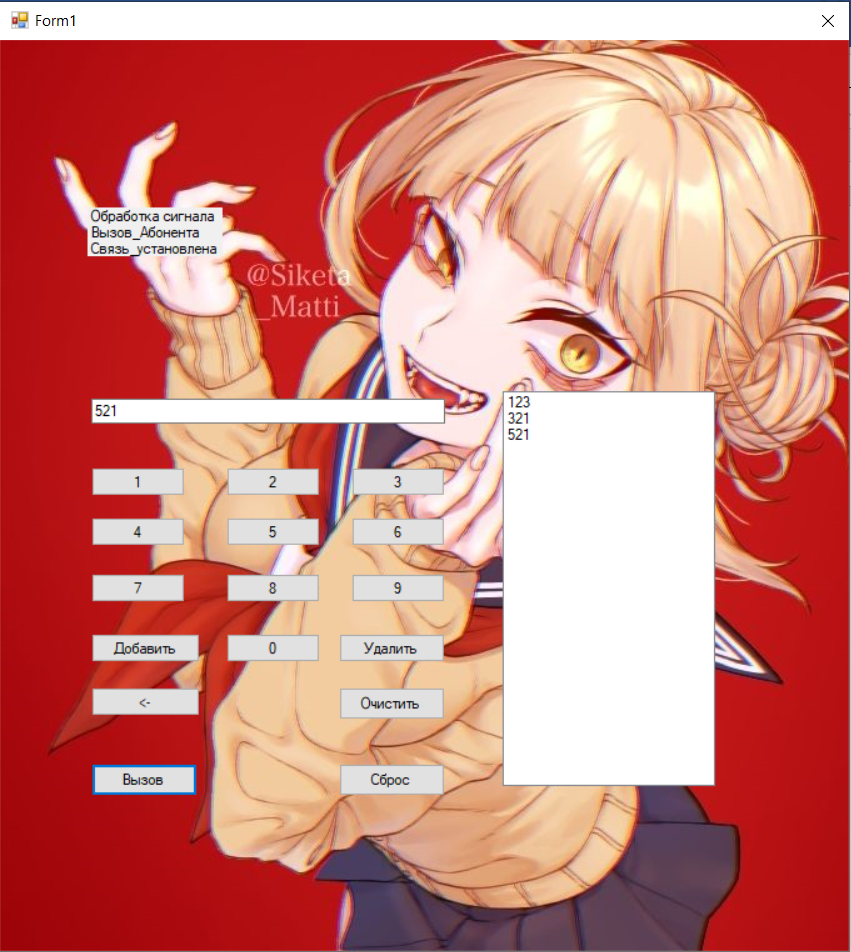 Form1
Обработка сигнала
Вызов_Абонента
Связь_установлена
@Siketa
_Matti
521
123
321
521
1 2 3
4 5 6
7 8 9
Добавить 0 Удалить
<- Очистить
Вызов Сброс